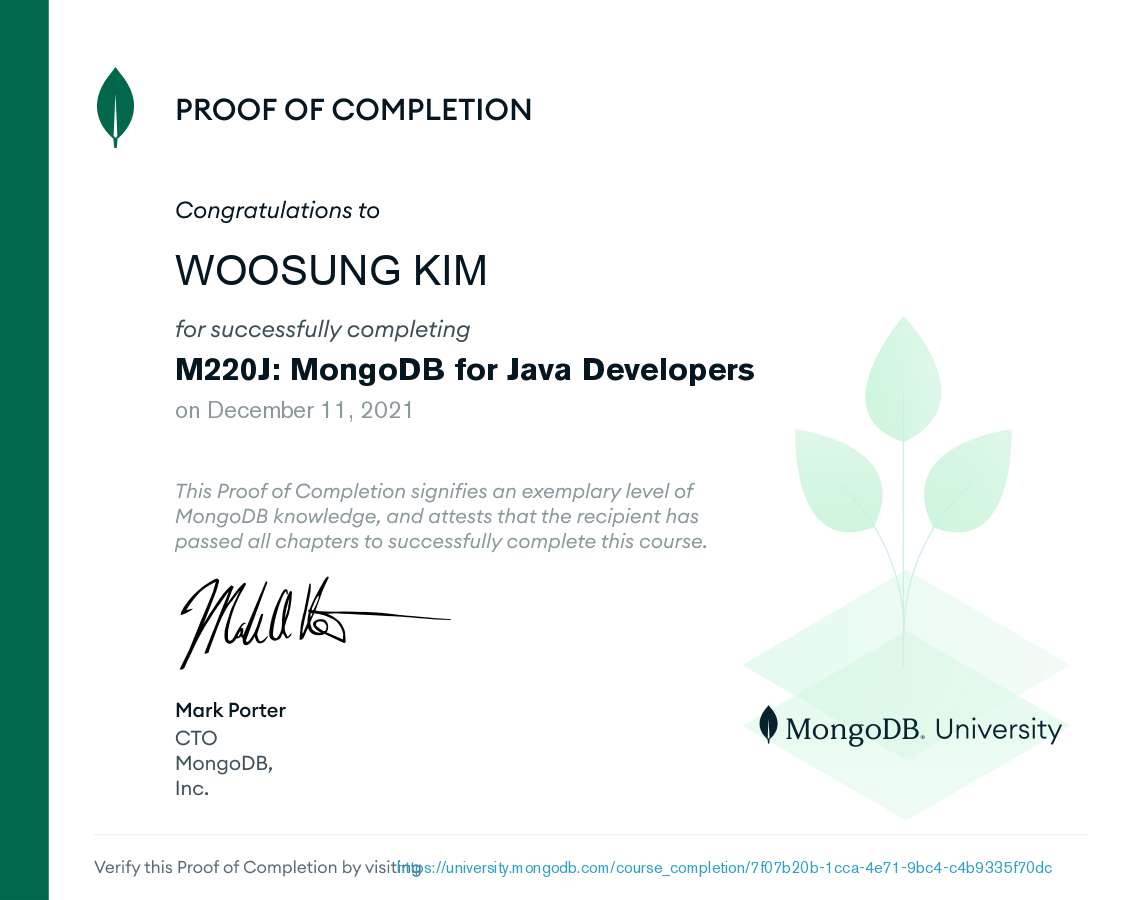 PROOF OF COMPLETION
Congratulations to
WOOSUNG KIM
for successfully completing
M220J: MongoDB for Java Developers
on December 11, 2021
This Proof of Completion signifies an exemplary level of
MongoDB knowledge, and attests that the recipient has
passed all chapters to successfully complete this course.
Mark Porter
CTO
MongoDB,
Inc.
MongoDB. University
Verify this Proof of Completion by visiting https://university.mongodb.com/course_completion/7f07b20b-1cca-4e71-9bc4-c4b9335f70dc